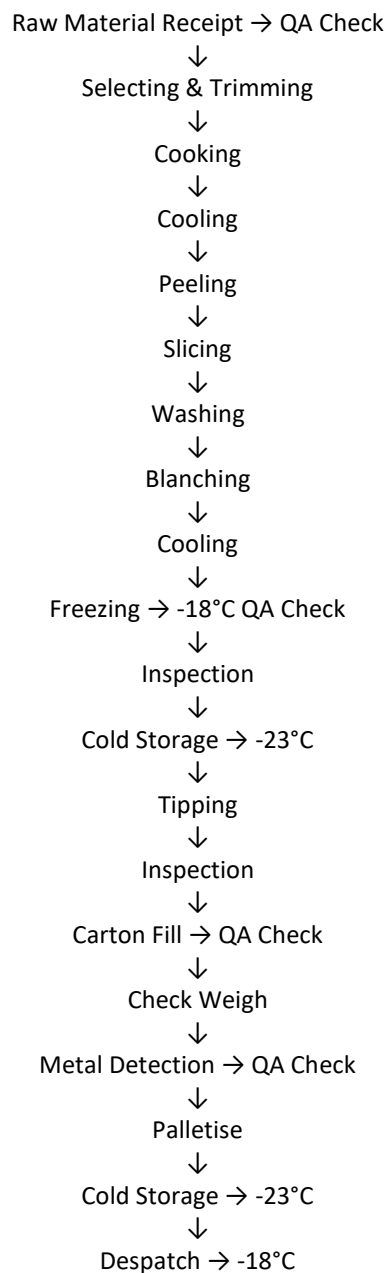 Raw Material Receipt → QA Check
↓
Selecting & Trimming
↓
Cooking
↓
Cooling
↓
Peeling
↓
Slicing
↓
Washing
↓
Blanching
↓
Cooling
↓
Freezing → -18°C QA Check
↓
Inspection
↓
Cold Storage → -23°C
↓
Tipping
↓
Inspection
↓
Carton Fill → QA Check
↓
Check Weigh
↓
Metal Detection → QA Check
↓
Palletise
↓
Cold Storage → -23°C
↓
Despatch → -18°C